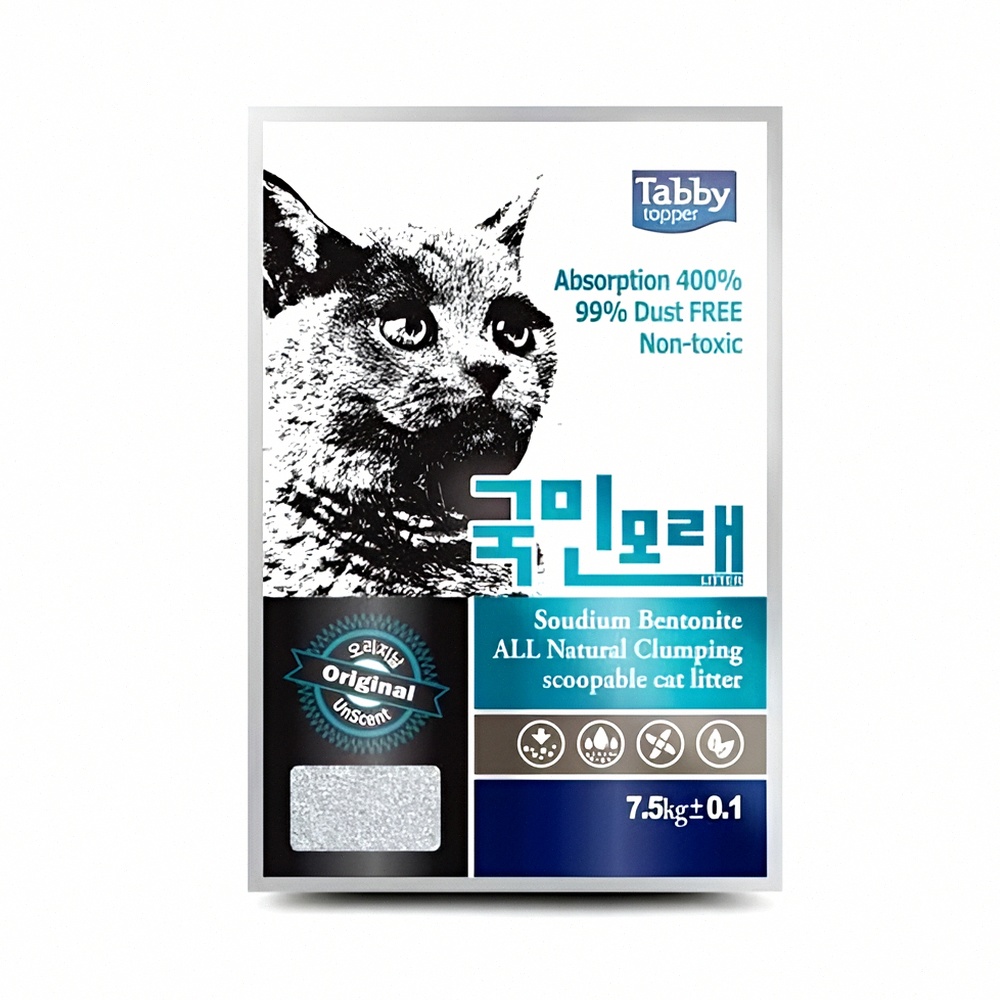 Tabby
topper
Absorption 400%
99% Dust FREE
Non-toxic
국민모래
LITTER
오리지널
Original
UnScent
Soudium Bentonite
ALL Natural Clumping
scoopable cat litter
7.5kg±0.1